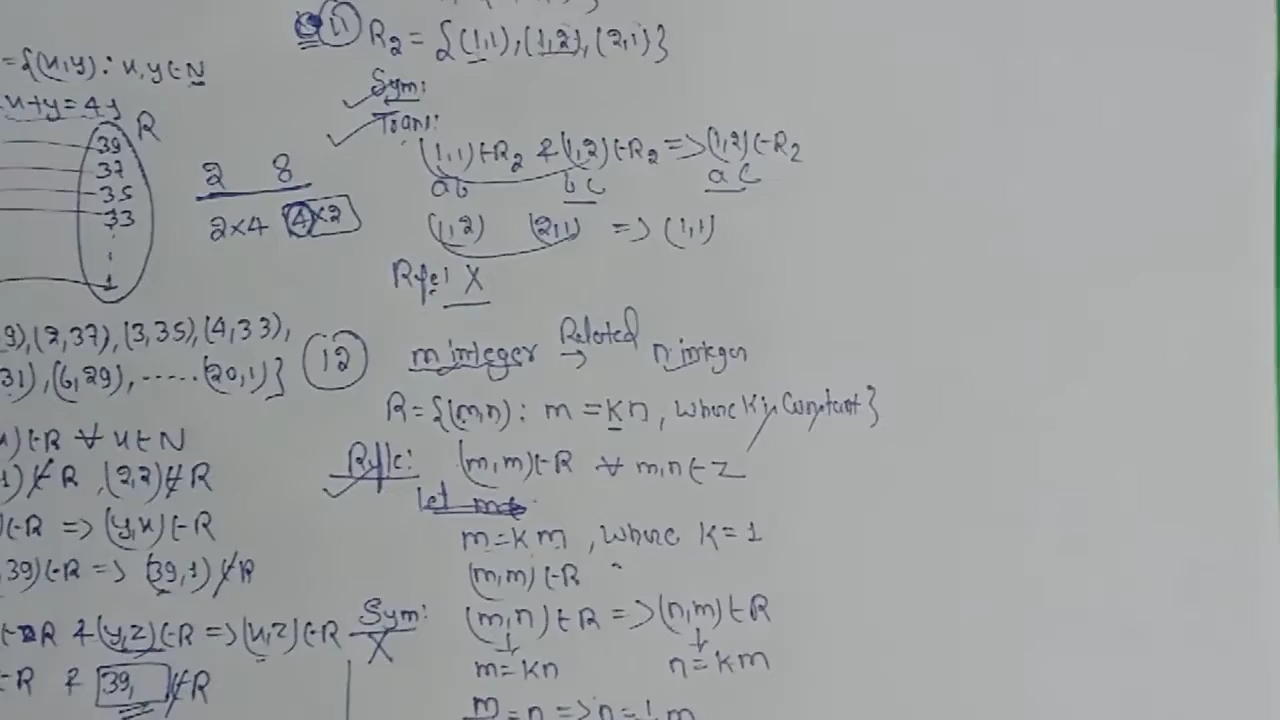 (11) R2 = {(1,1), (1,2), (2,1)}
={(x,y): x,y∈N
x+y=41
R
39
37
35
33
1
2 8
2×4 4×2
Sym:
Tran:
(1,1)∈R2 & (1,2)∈R2 => (1,2)∈R2
ab bc ac
(1,2) (2,1) => (1,1)
Rfe: X
9),(2,37),(3,35),(4,33),
31),(6,29),.....(20,1)}
x)∈R ∀ x∈N
1)∉R ,(2,2)∉R
)∈R => (y,x)∈R
39)∈R => (39,1)∉R
∈R & (y,z)∈R => (x,z)∈R
∈R & 39, ∉R
(12) m integer Related → n integer
R={(m,n): m=kn, where k is constant}
Rfle: (m,m)∈R ∀ m,n∈Z
let m
m=km, where k=1
(m,m)∈R
Sym: (m,n)∈R => (n,m)∈R
X
m=kn n=km
m=n => n=1m